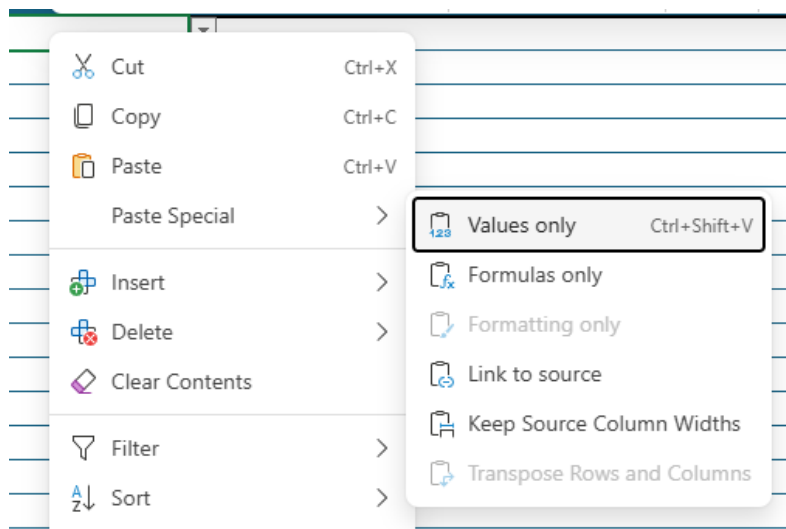 Cut Ctrl+X
Copy Ctrl+C
Paste Ctrl+V
Paste Special
Insert
Delete
Clear Contents
Filter
Sort
Values only Ctrl+Shift+V
Formulas only
Formatting only
Link to source
Keep Source Column Widths
Transpose Rows and Columns